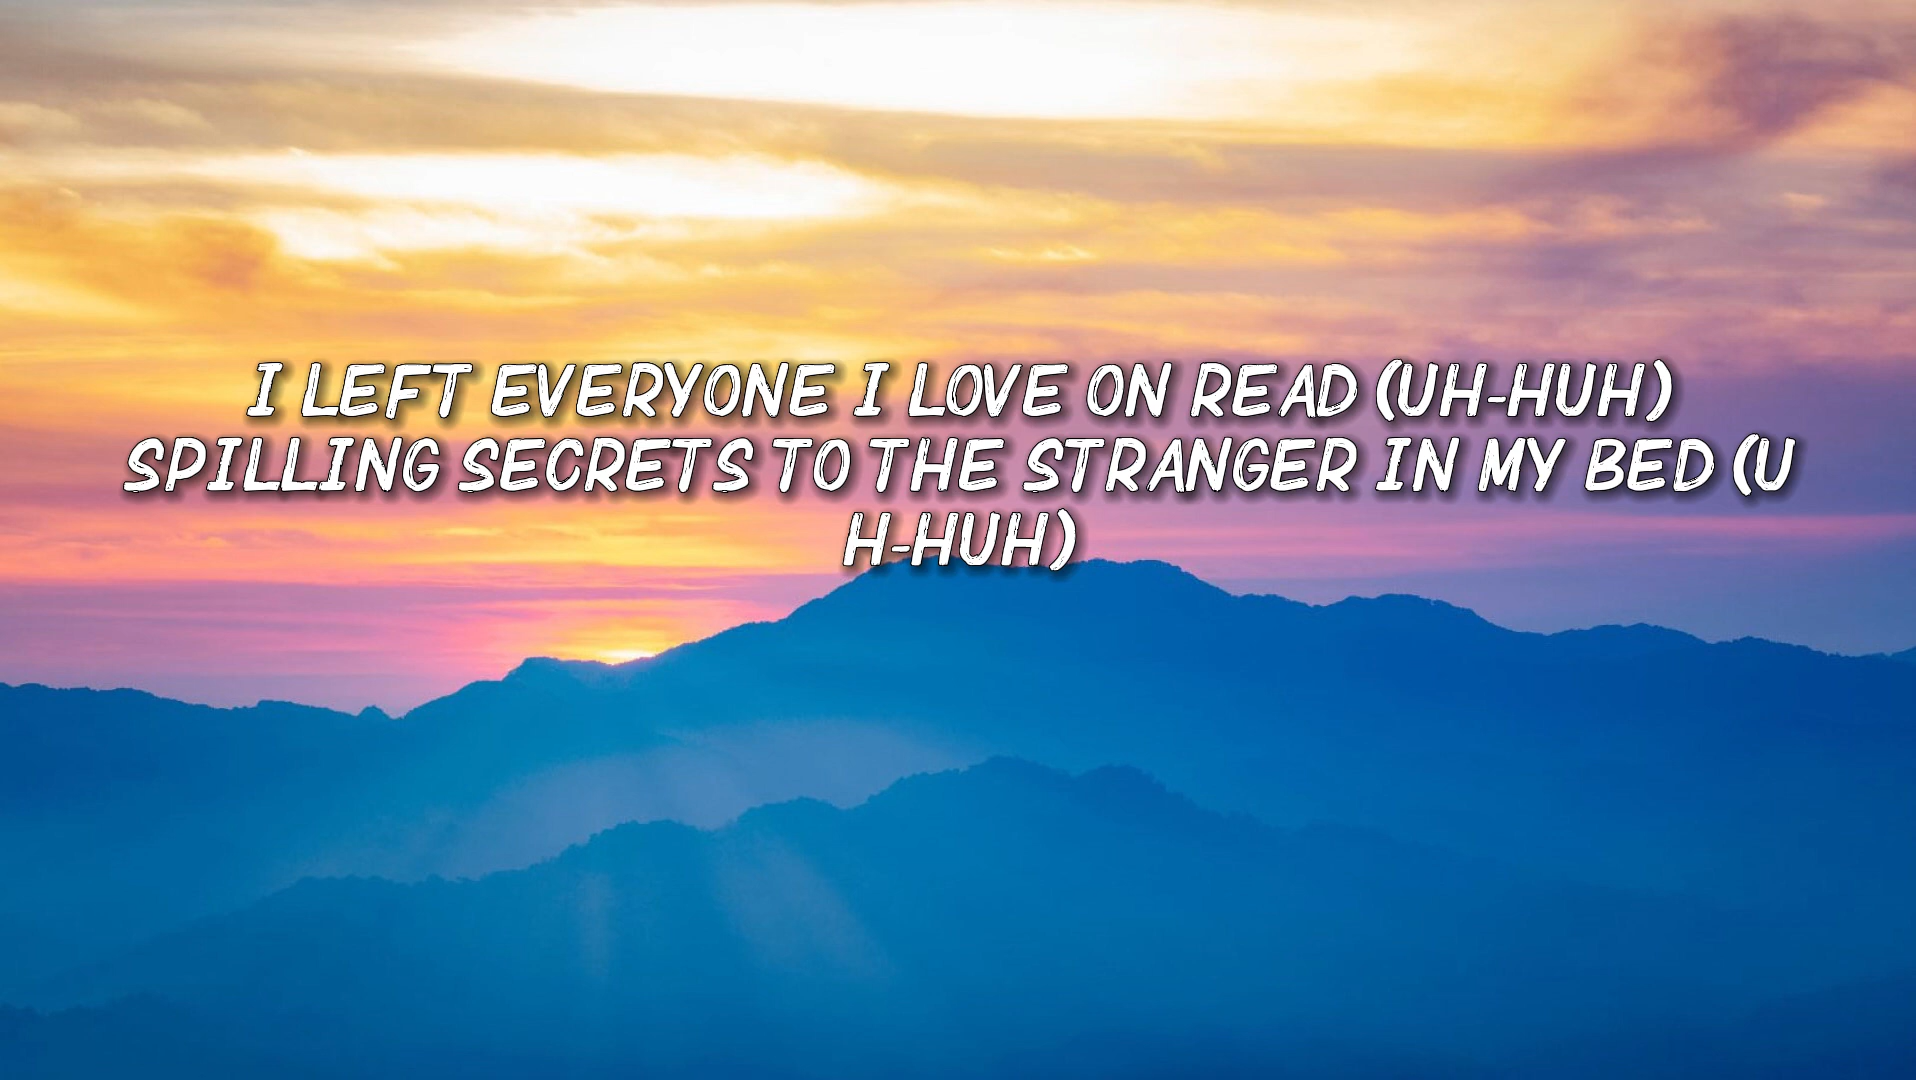 I LEFT EVERYONE I LOVE ON READ (UH-HUH)
SPILLING SECRETS TO THE STRANGER IN MY BED (U
H-HUH)